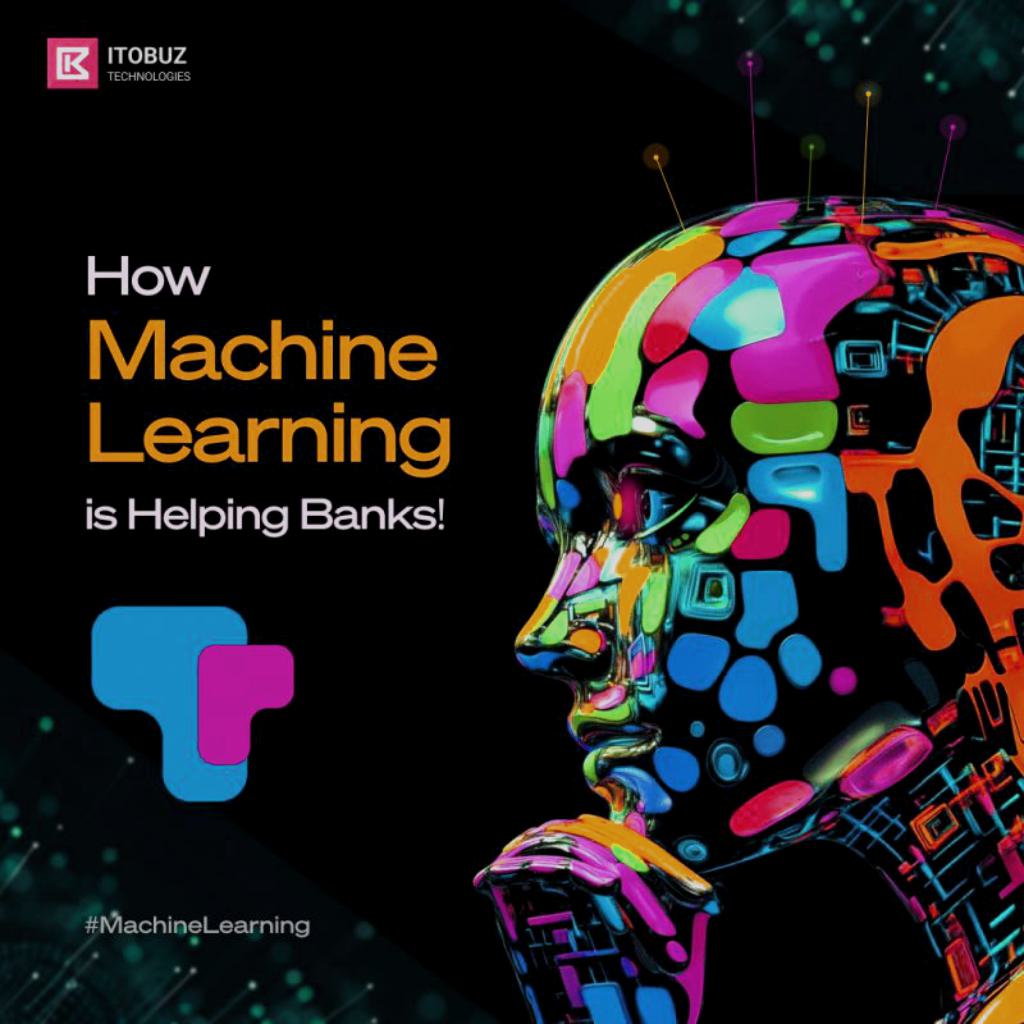 ITOBUZ
TECHNOLOGIES
How
Machine
Learning
is Helping Banks!
#MachineLearning